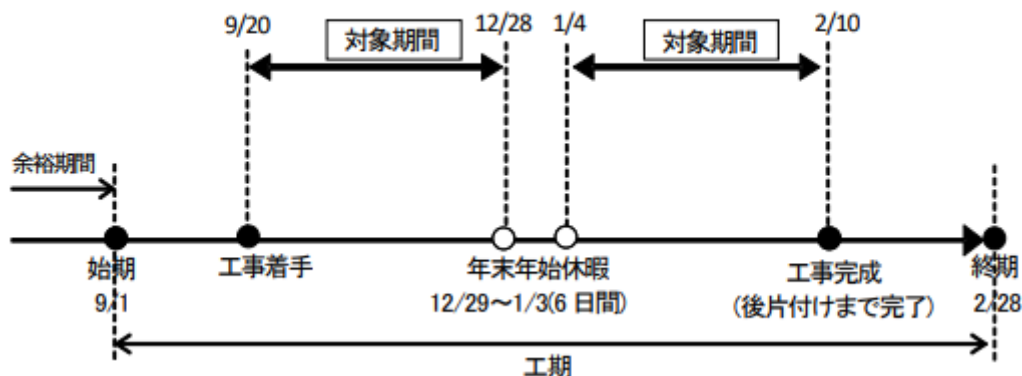 9/20
対象期間
12/28
1/4
対象期間
2/10
余裕期間
始期
9/1
工事着手
年末年始休暇
12/29～1/3(6 日間)
工事完成
(後片付けまで完了)
終期
2/28
工期